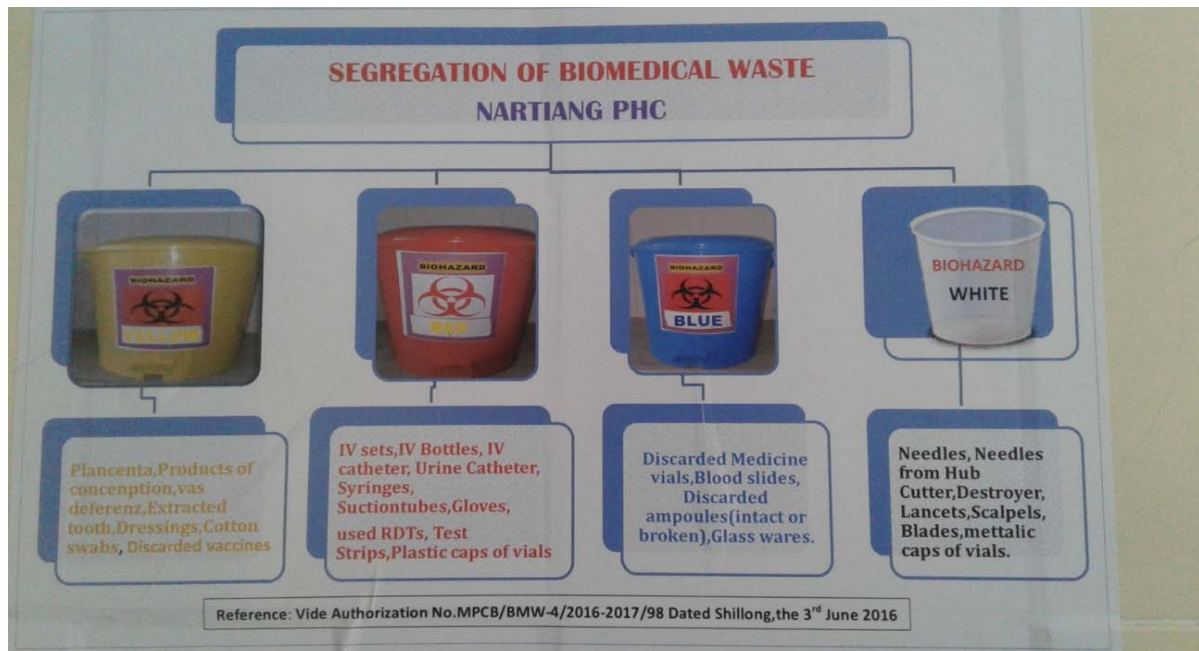 SEGREGATION OF BIOMEDICAL WASTE
NARTIANG PHC
BIOHAZARD
YELLOW
BIOHAZARD
RED
BIOHAZARD
BLUE
BIOHAZARD
WHITE
Plancenta,Products of
concenption,vas
deferenz,Extracted
tooth,Dressings,Cotton
swabs, Discarded vaccines
IV sets,IV Bottles, IV
catheter, Urine Catheter,
Syringes,
Suctiontubes,Gloves,
used RDTs, Test
Strips,Plastic caps of vials
Discarded Medicine
vials,Blood slides,
Discarded
ampoules(intact or
broken),Glass wares.
Needles, Needles
from Hub
Cutter,Destroyer,
Lancets,Scalpels,
Blades,mettalic
caps of vials.
Reference: Vide Authorization No.MPCB/BMW-4/2016-2017/98 Dated Shillong,the 3rd June 2016